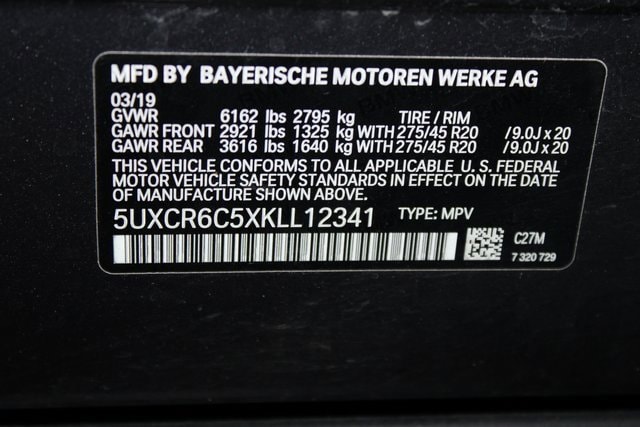 MFD BY BAYERISCHE MOTOREN WERKE AG
03/19
GVWR 6162 lbs 2795 kg TIRE / RIM
GAWR FRONT 2921 lbs 1325 kg WITH 275/45 R20 / 9.0J x 20
GAWR REAR 3616 lbs 1640 kg WITH 275/45 R20 / 9.0J x 20
THIS VEHICLE CONFORMS TO ALL APPLICABLE U. S. FEDERAL
MOTOR VEHICLE SAFETY STANDARDS IN EFFECT ON THE DATE
OF MANUFACTURE SHOWN ABOVE.
5UXCR6C5XKLL12341 TYPE: MPV
C27M
7 320 729